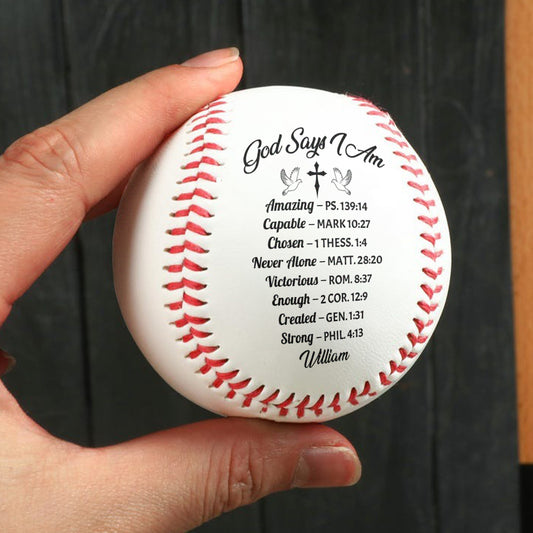 God Says I Am
Amazing – PS. 139:14
Capable – MARK 10:27
Chosen – 1 THESS. 1:4
Never Alone – MATT. 28:20
Victorious – ROM. 8:37
Enough – 2 COR. 12:9
Created – GEN. 1:31
Strong – PHIL. 4:13
William